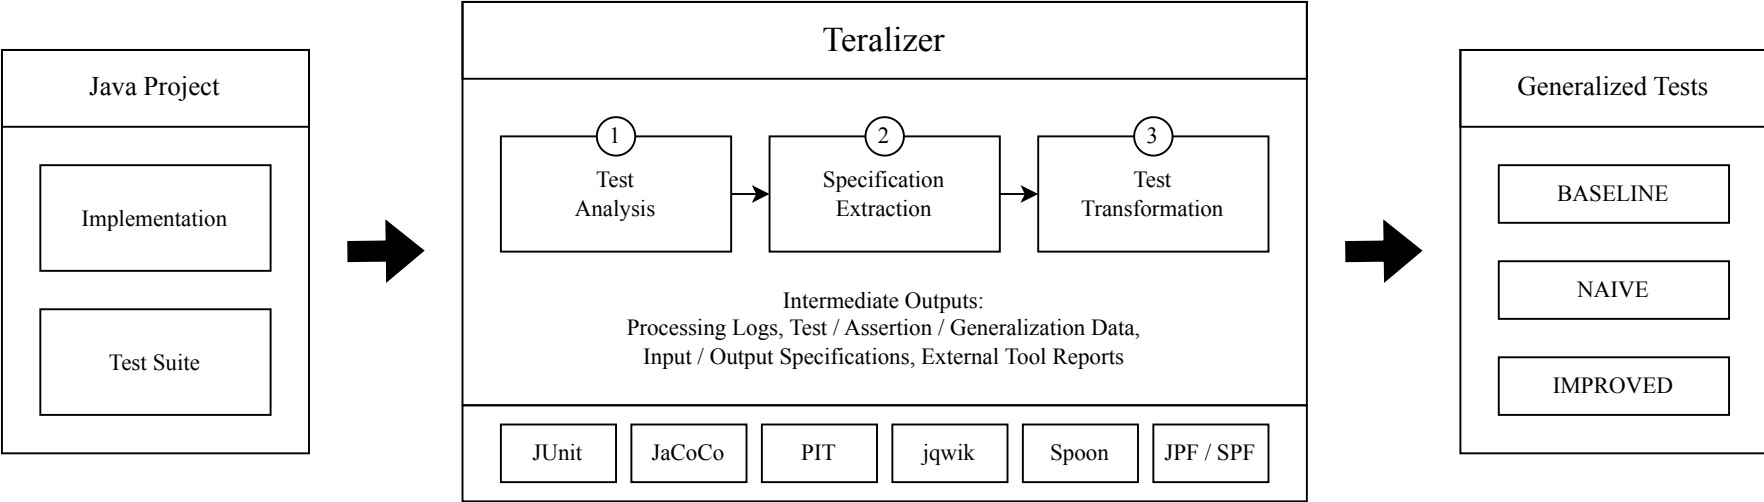 Java Project
Implementation
Test Suite
Teralizer
1
Test
Analysis
2
Specification
Extraction
3
Test
Transformation
Intermediate Outputs:
Processing Logs, Test / Assertion / Generalization Data,
Input / Output Specifications, External Tool Reports
JUnit
JaCoCo
PIT
jqwik
Spoon
JPF / SPF
Generalized Tests
BASELINE
NAIVE
IMPROVED